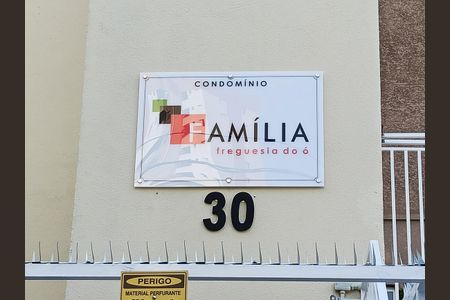 CONDOMÍNIO
FAMÍLIA
freguesia do ó
30
PERIGO
MATERIAL PERFURANTE